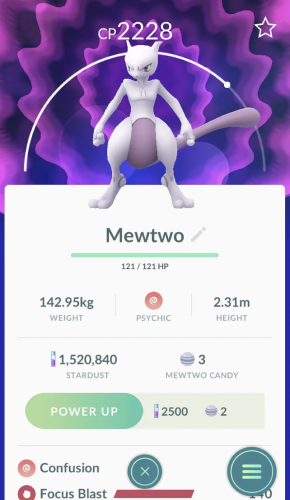 CP2228
Mewtwo
121 / 121 HP
142.95kg
2.31m
WEIGHT
PSYCHIC
HEIGHT
1,520,840
3
STARDUST
MEWTWO CANDY
POWER UP
2500
2
Confusion
Focus Blast
140